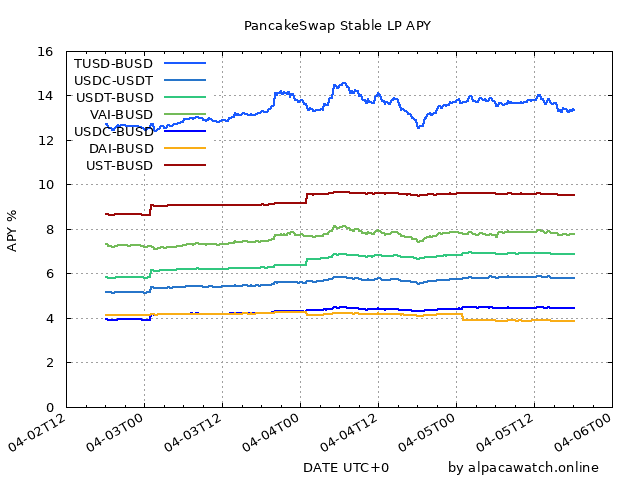 PancakeSwap Stable LP APY
APY %
16
14
12
10
8
6
4
2
0
TUSD-BUSD
USDC-USDT
USDT-BUSD
VAI-BUSD
USDC-BUSD
DAI-BUSD
UST-BUSD
04-02T12
04-03T00
04-03T12
04-04T00
04-04T12
04-05T00
04-05T12
04-06T00
DATE UTC+0
by alpacawatch.online